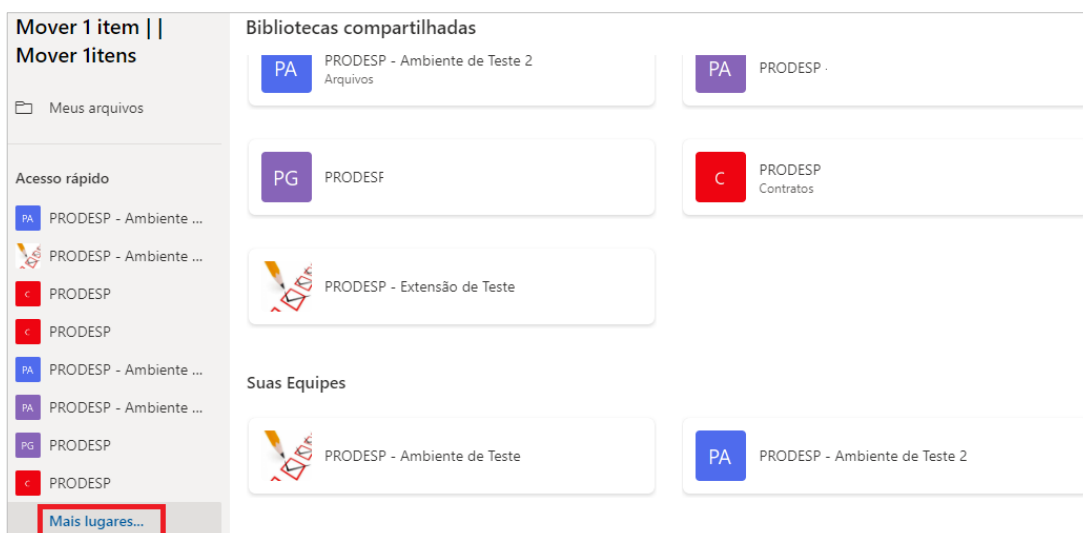 Mover 1 item ||
Mover 1itens
Meus arquivos
Acesso rápido
PA PRODESP - Ambiente ...
PRODESP - Ambiente ...
C PRODESP
C PRODESP
PA PRODESP - Ambiente ...
PA PRODESP - Ambiente ...
PG PRODESP
C PRODESP
Mais lugares...
Bibliotecas compartilhadas
PA PRODESP - Ambiente de Teste 2
Arquivos
PA PRODESP -
PG PRODESP
C PRODESP
Contratos
PRODESP - Extensão de Teste
Suas Equipes
PRODESP - Ambiente de Teste
PA PRODESP - Ambiente de Teste 2